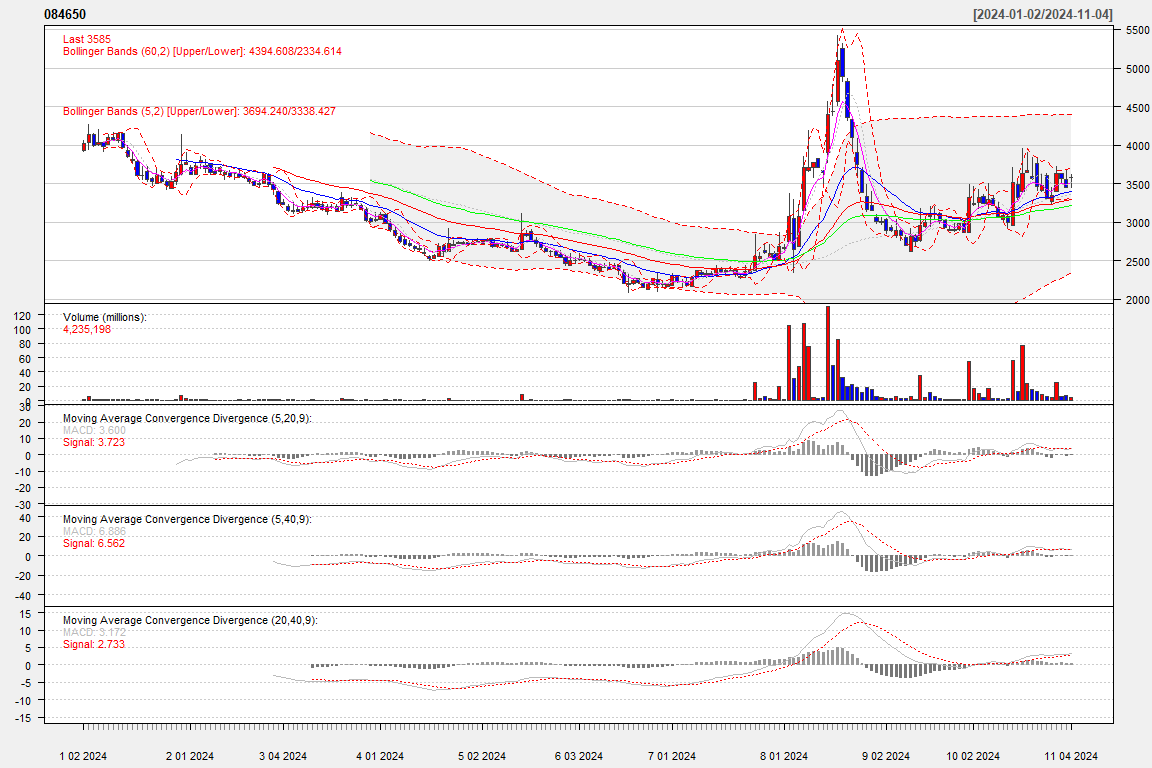 084650 [2024-01-02/2024-11-04]
Last 3585
Bollinger Bands (60,2) [Upper/Lower]: 4394.608/2334.614
Bollinger Bands (5,2) [Upper/Lower]: 3694.240/3338.427
5500
5000
4500
4000
3500
3000
2500
2000
Volume (millions):
4,235,198
120
100
80
60
40
20
0
Moving Average Convergence Divergence (5,20,9):
MACD: 3.600
Signal: 3.723
30
20
10
0
-10
-20
-30
Moving Average Convergence Divergence (5,40,9):
MACD: 6.886
Signal: 6.562
40
20
0
-20
-40
Moving Average Convergence Divergence (20,40,9):
MACD: 3.172
Signal: 2.733
15
10
5
0
-5
-10
-15
1 02 2024 2 01 2024 3 04 2024 4 01 2024 5 02 2024 6 03 2024 7 01 2024 8 01 2024 9 02 2024 10 02 2024 11 04 2024